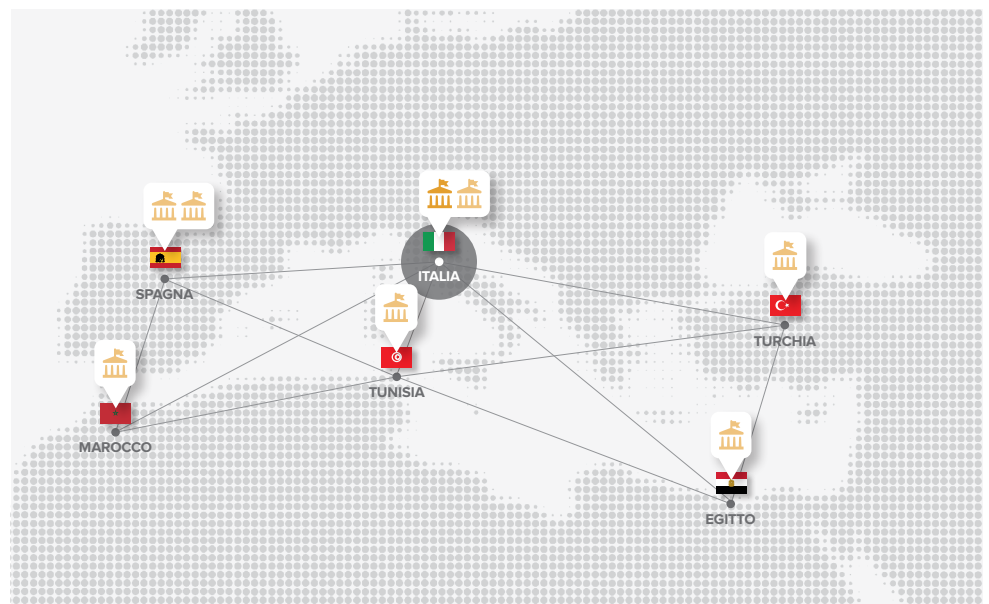 ITALIA
SPAGNA
TURCHIA
TUNISIA
MAROCCO
EGITTO